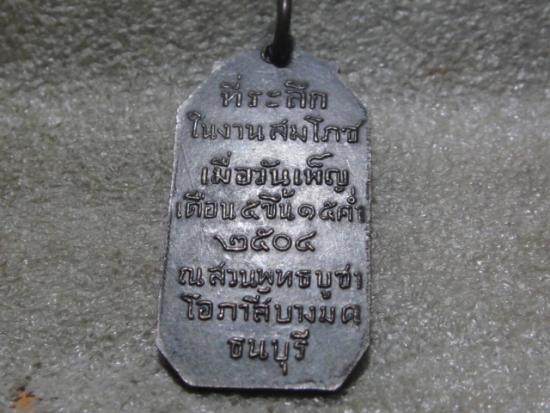 ที่ระลึก
ในงานสมโภช
เมื่อวันเพ็ญ
เดือน๔ขึ้น๑๕ค่ำ
๒๕๐๔
ณสวนพุทธบูชา
โอภาสีบางมด
ธนบุรี